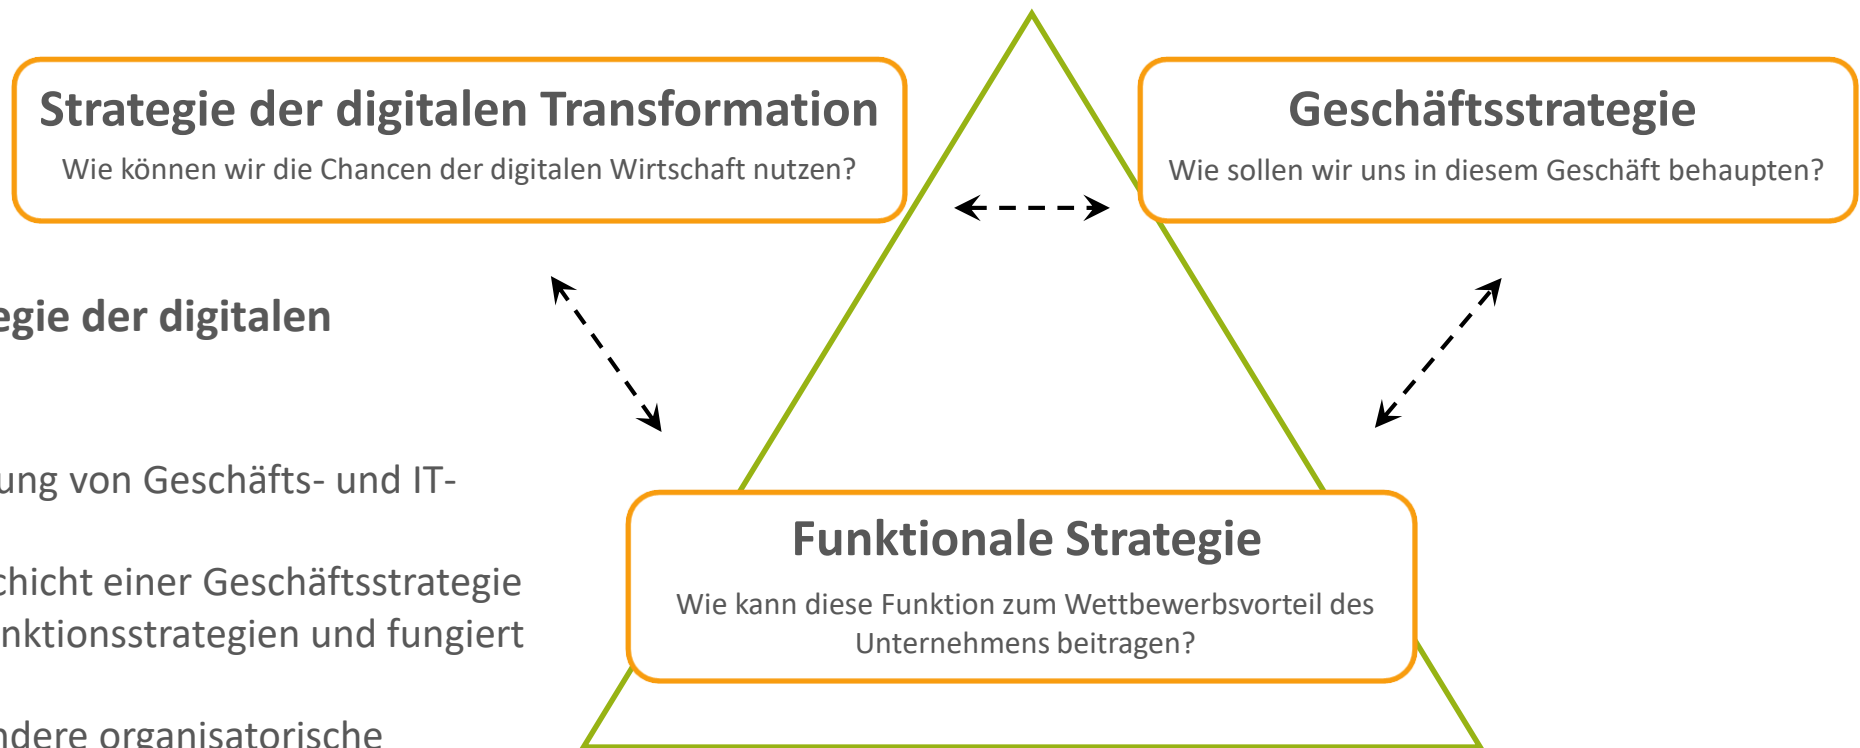 Strategie der digitalen Transformation
Wie können wir die Chancen der digitalen Wirtschaft nutzen?
Geschäftsstrategie
Wie sollen wir uns in diesem Geschäft behaupten?
egie der digitalen
ung von Geschäfts- und IT-
chicht einer Geschäftsstrategie
nktionsstrategien und fungiert
ndere organisatorische
Funktionale Strategie
Wie kann diese Funktion zum Wettbewerbsvorteil des
Unternehmens beitragen?